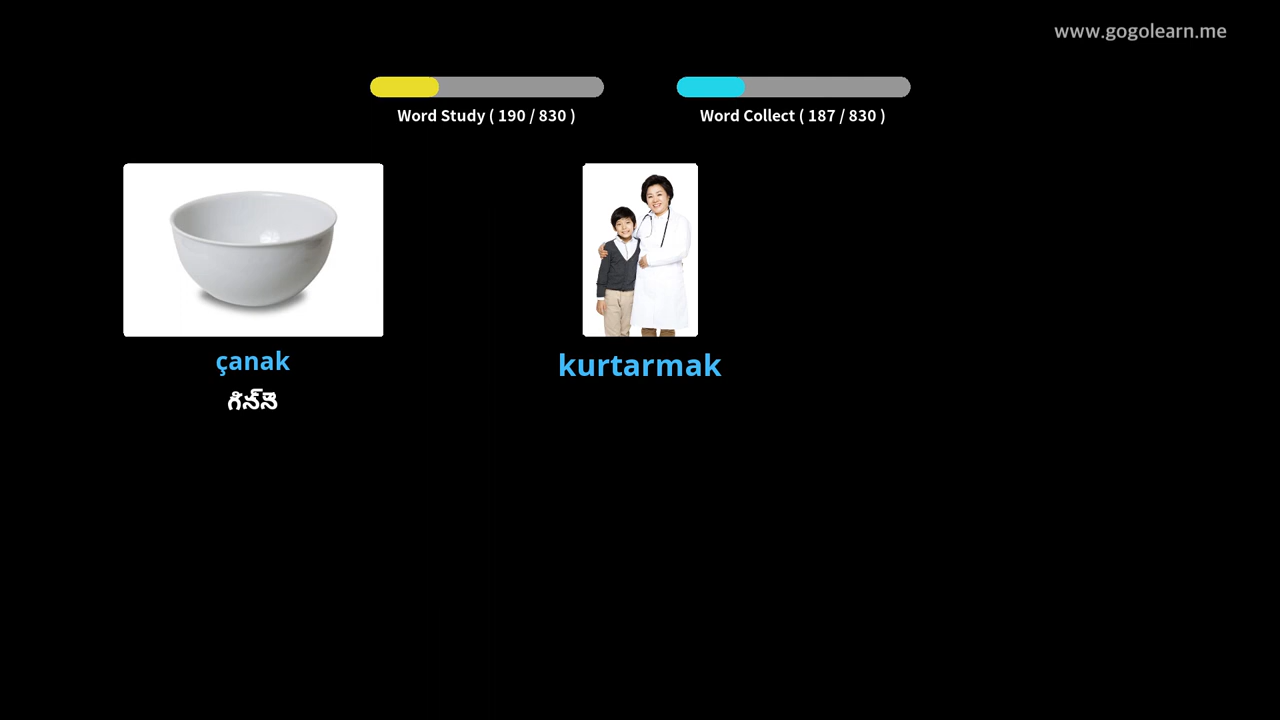 www.gogolearn.me
Word Study ( 190 / 830 )
Word Collect ( 187 / 830 )
çanak
kurtarmak
గిన్నె